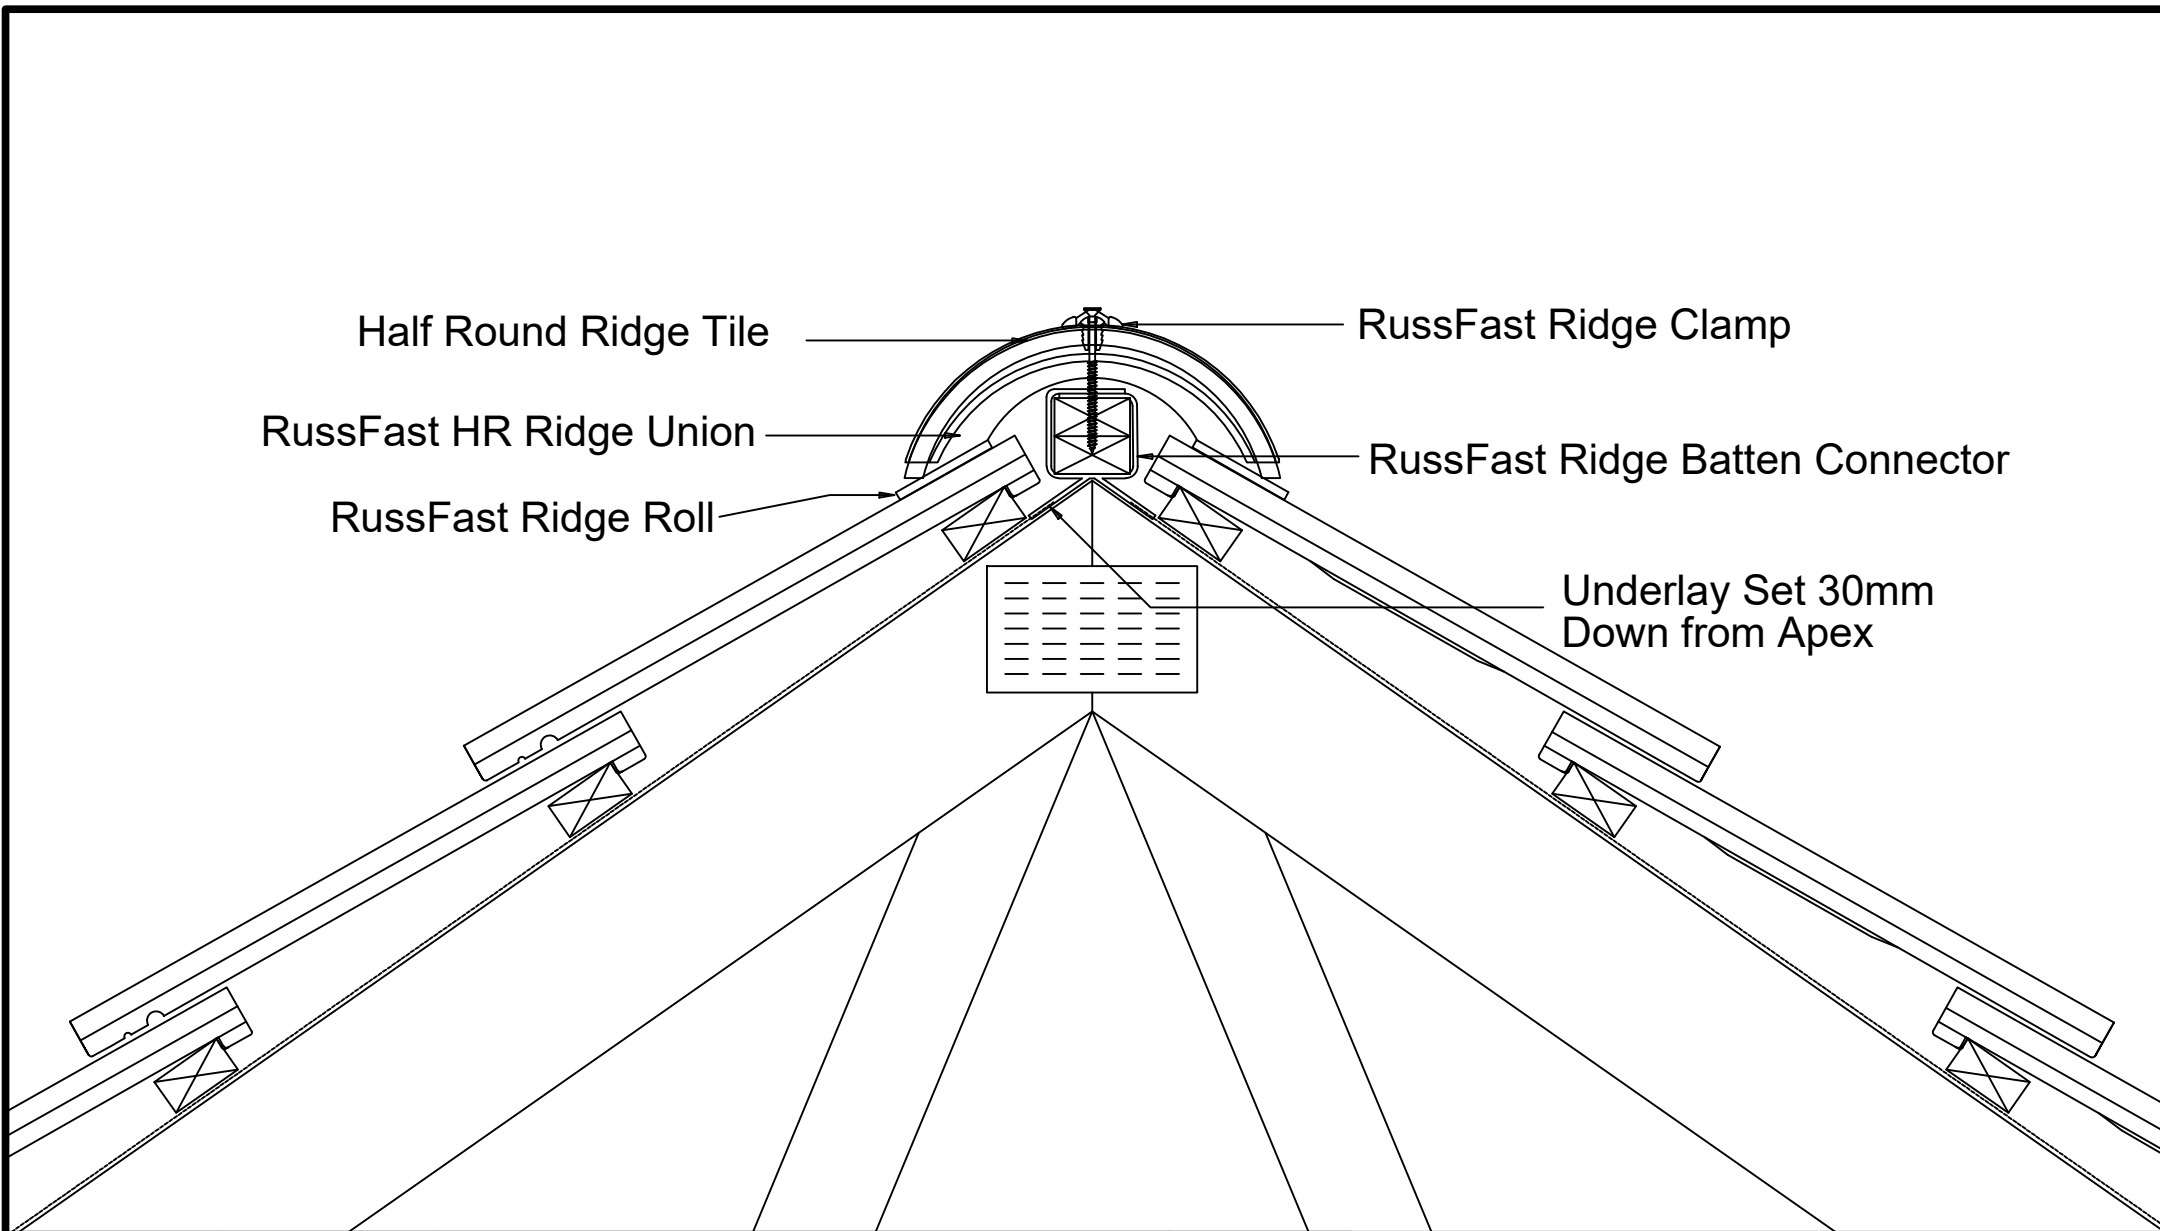 Half Round Ridge Tile
RussFast HR Ridge Union
RussFast Ridge Roll
RussFast Ridge Clamp
RussFast Ridge Batten Connector
Underlay Set 30mm
Down from Apex